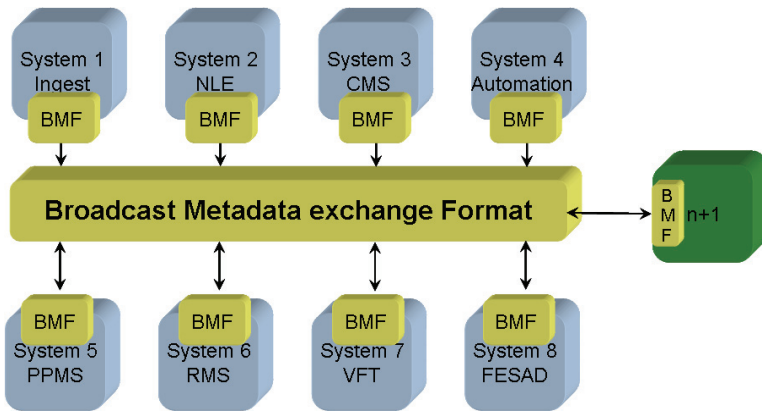 System 1
Ingest
BMF
System 2
NLE
BMF
System 3
CMS
BMF
System 4
Automation
BMF
Broadcast Metadata exchange Format
B
M
F
n+1
BMF
System 5
PPMS
BMF
System 6
RMS
BMF
System 7
VFT
BMF
System 8
FESAD